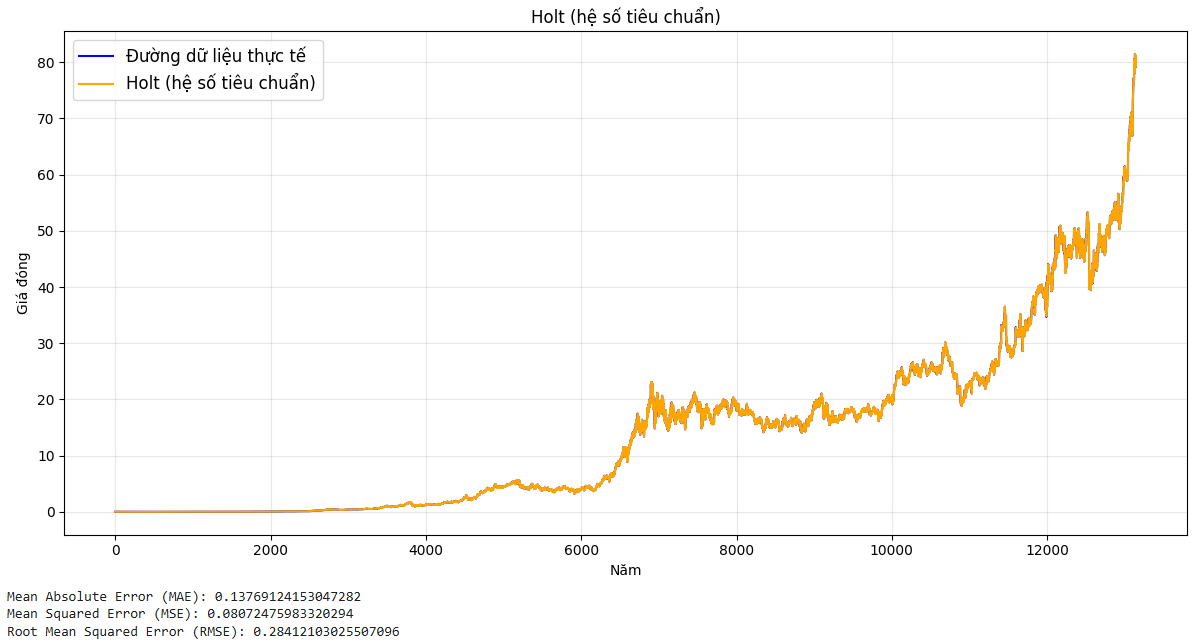 Holt (hệ số tiêu chuẩn)
Đường dữ liệu thực tế
Holt (hệ số tiêu chuẩn)
80
70
60
50
40
30
20
10
0
Giá đóng
0 2000 4000 6000 8000 10000 12000
Năm
Mean Absolute Error (MAE): 0.13769124153047282
Mean Squared Error (MSE): 0.08072475983320294
Root Mean Squared Error (RMSE): 0.28412103025507096